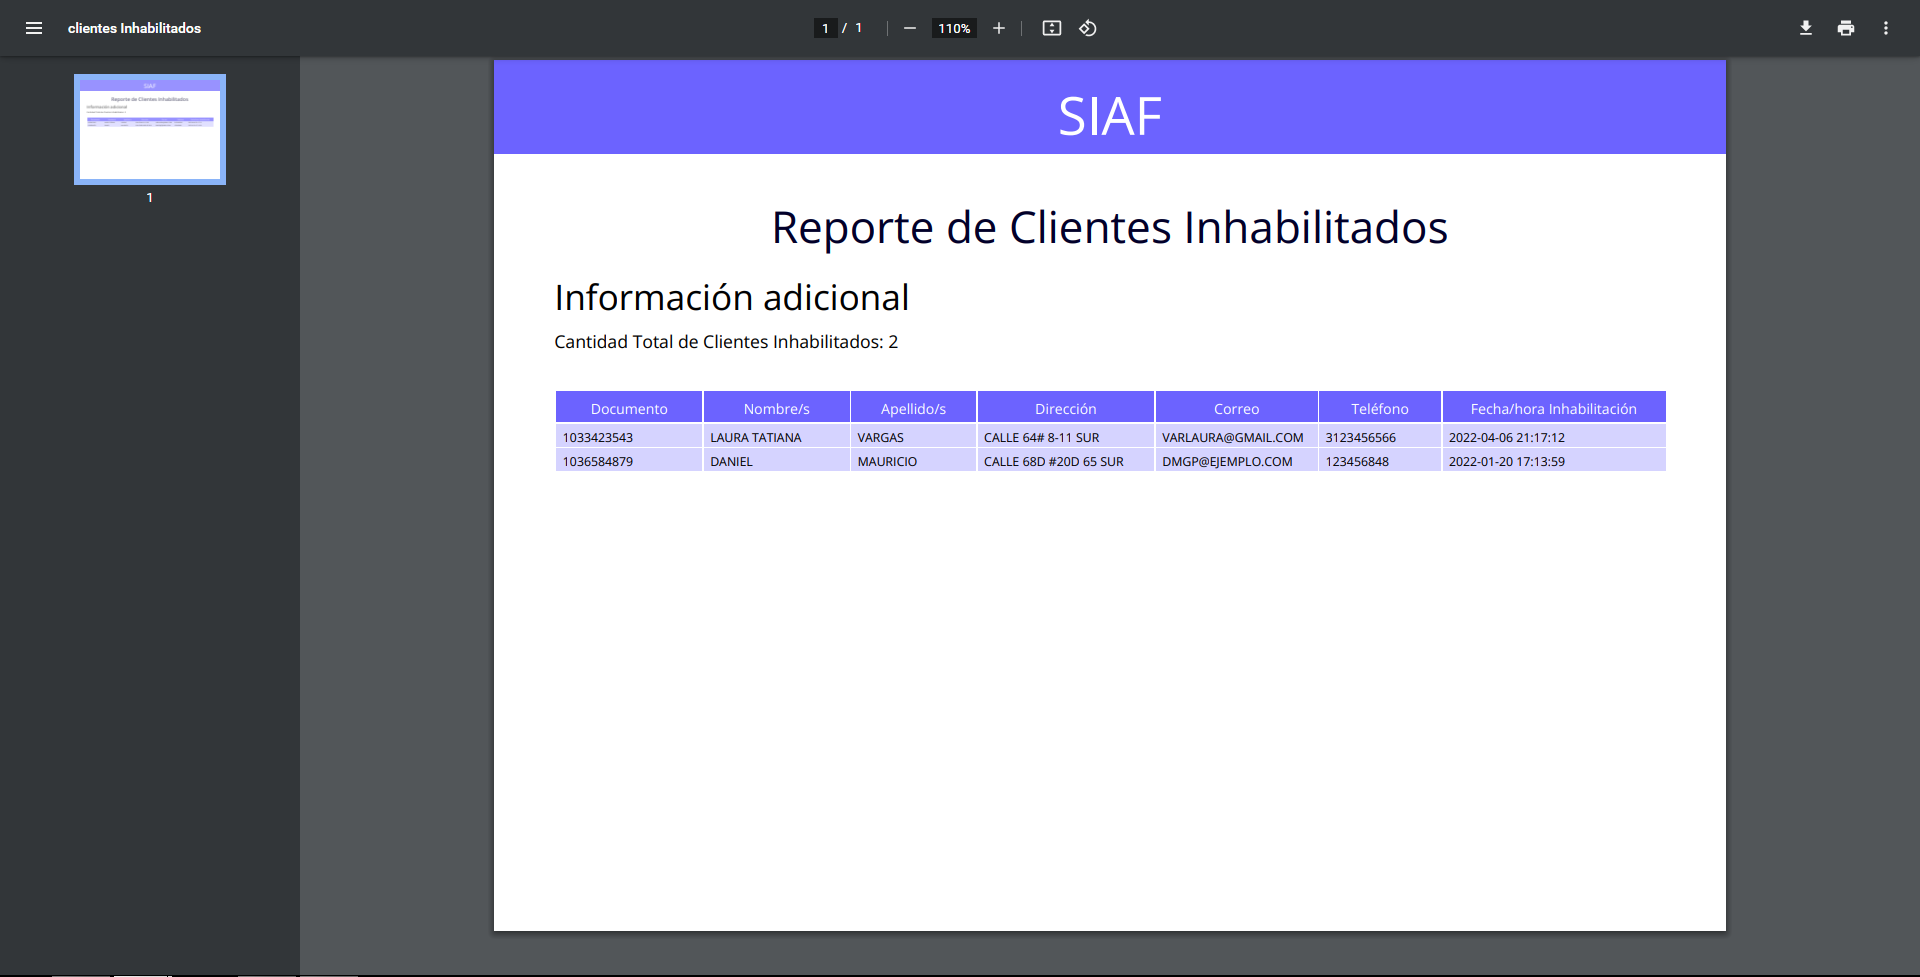 clientes Inhabilitados
1 / 1
110%
1
SIAF
Reporte de Clientes Inhabilitados
Información adicional
Cantidad Total de Clientes Inhabilitados: 2
Documento Nombre/s Apellido/s Dirección Correo Teléfono Fecha/hora Inhabilitación
1033423543 LAURA TATIANA VARGAS CALLE 64# 8-11 SUR VARLAURA@GMAIL.COM 3123456566 2022-04-06 21:17:12
1036584879 DANIEL MAURICIO CALLE 68D #20D 65 SUR DMGP@EJEMPLO.COM 123456848 2022-01-20 17:13:59